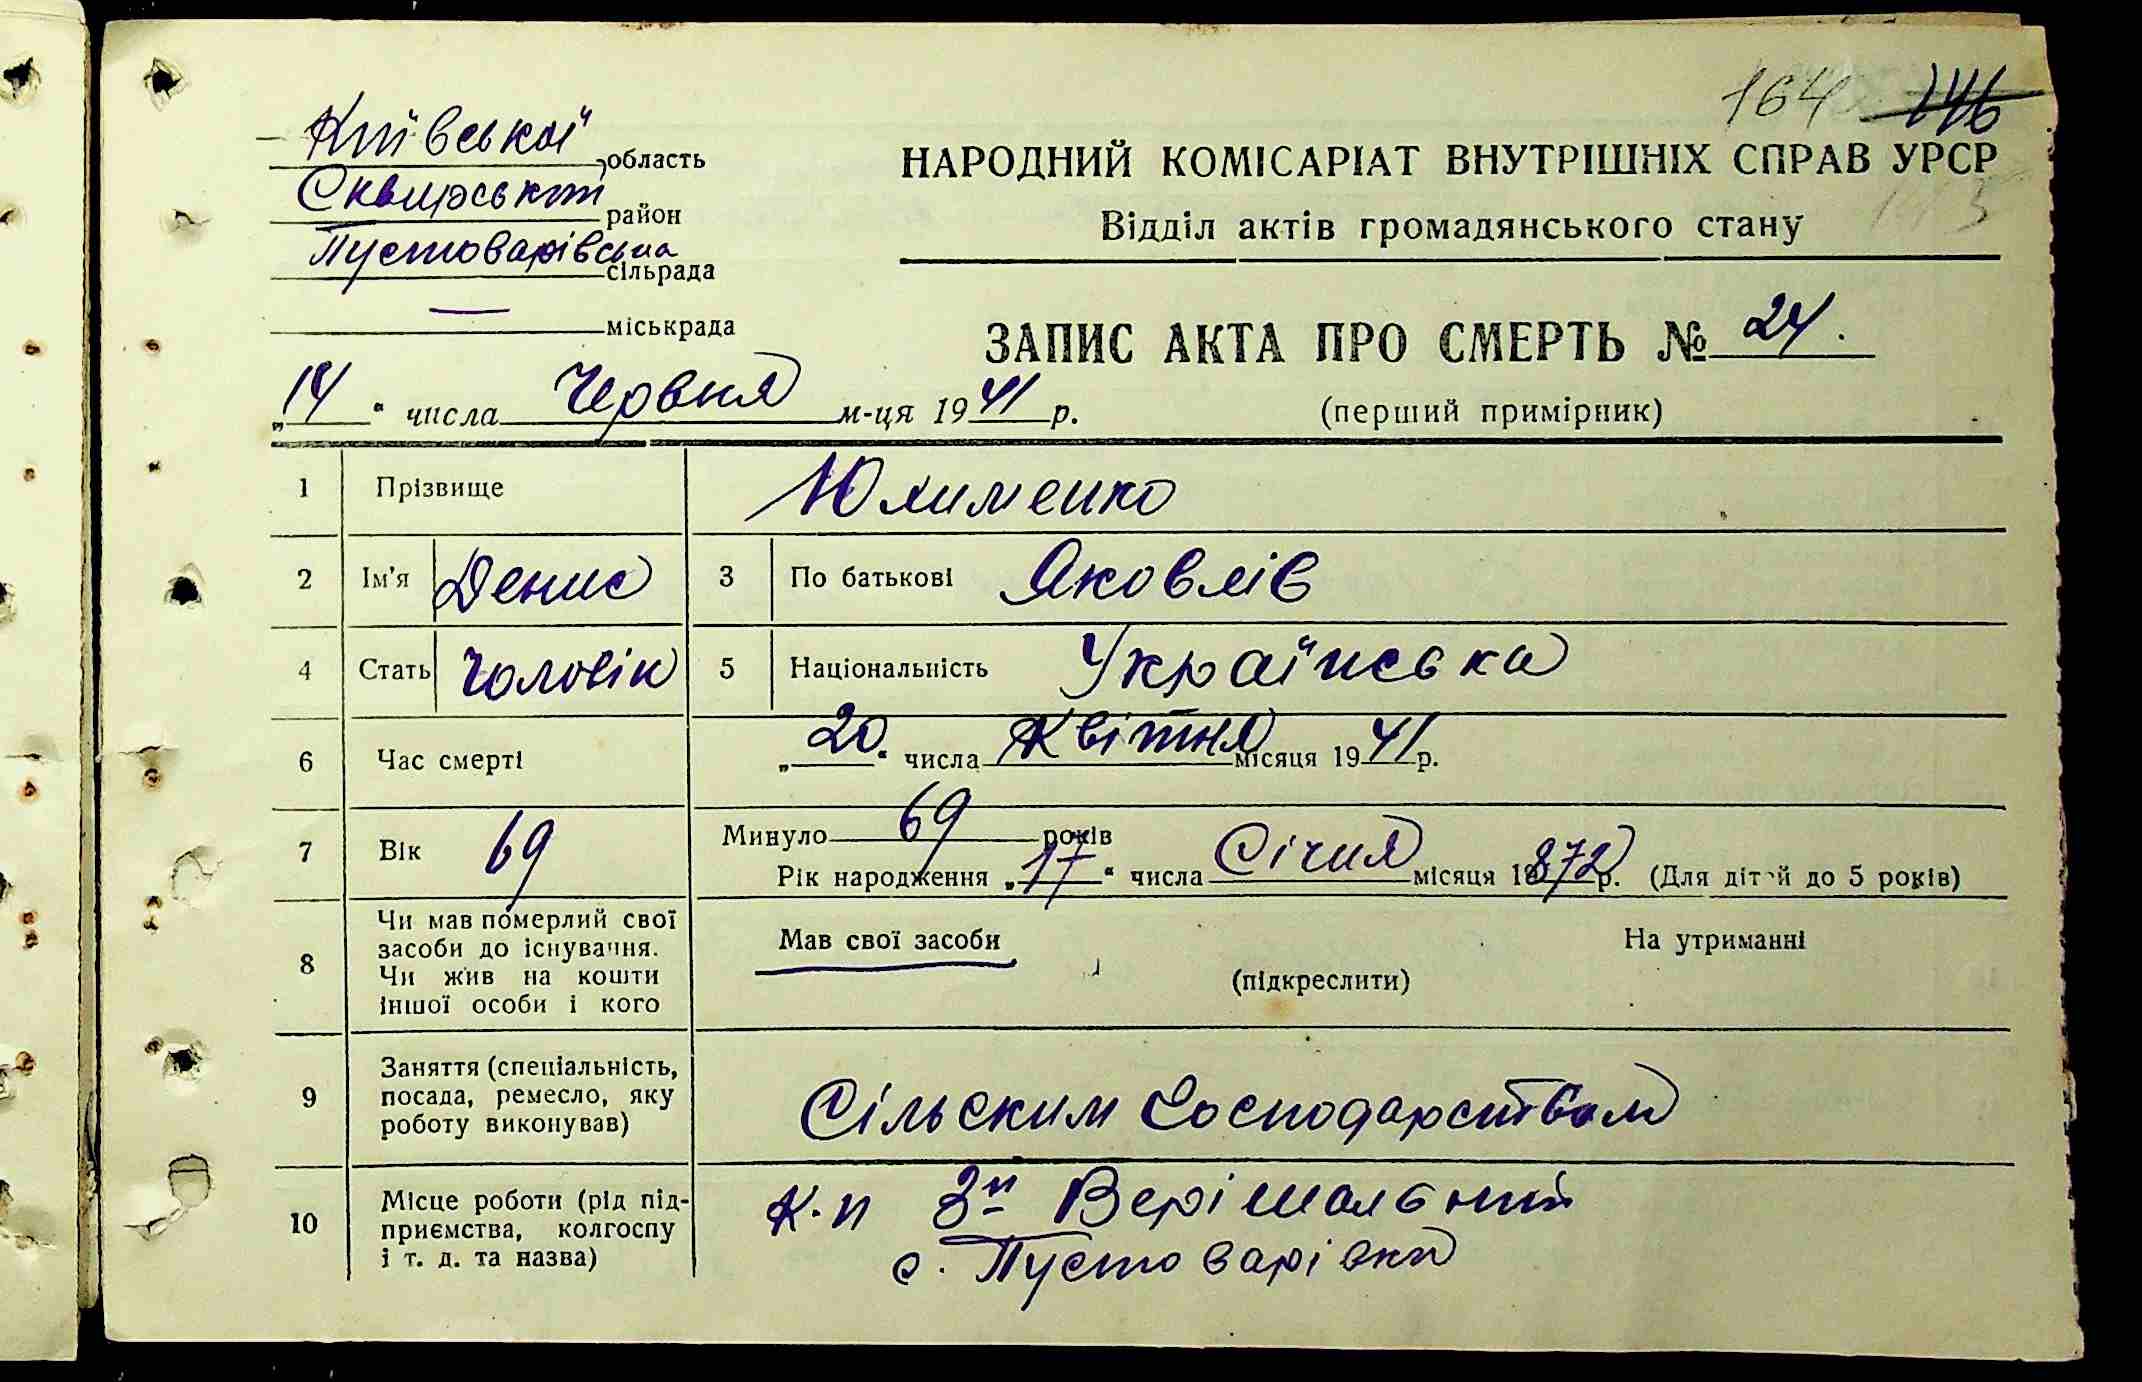 164 146
Київської область
НАРОДНИЙ КОМІСАРІАТ ВНУТРІШНІХ СПРАВ УРСР
Сквирський район
Відділ актів громадянського стану
Пустоварівська сільрада
— міськрада
ЗАПИС АКТА ПРО СМЕРТЬ № 24.
„14“ числа Червня м-ця 1941 р.
(перший примірник)
1 Прізвище Юхименко
2 Ім’я Денис 3 По батькові Яковлів
4 Стать Чоловік 5 Національність Українська
6 Час смерті „20“ числа Квітня місяця 1941 р.
7 Вік 69 Минуло 69 років
Рік народження „17“ числа Січня місяця 1872 р. (Для дітей до 5 років)
8 Чи мав померлий свої
засоби до існування.
Чи жив на кошти
іншої особи і кого
Мав свої засоби На утриманні
(підкреслити)
9 Заняття (спеціальність,
посада, ремесло, яку
роботу виконував)
Сільским Господарством
10 Місце роботи (рід під-
приємства, колгоспу
і т. д. та назва)
К-п 3й
с. Пустоварівки